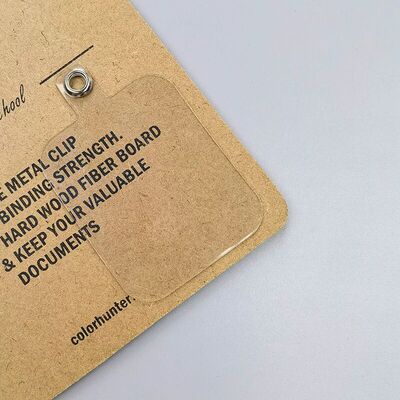 chool
E METAL CLIP
BINDING STRENGTH.
HARD WOOD FIBER BOARD
& KEEP YOUR VALUABLE
DOCUMENTS
colorhunter.